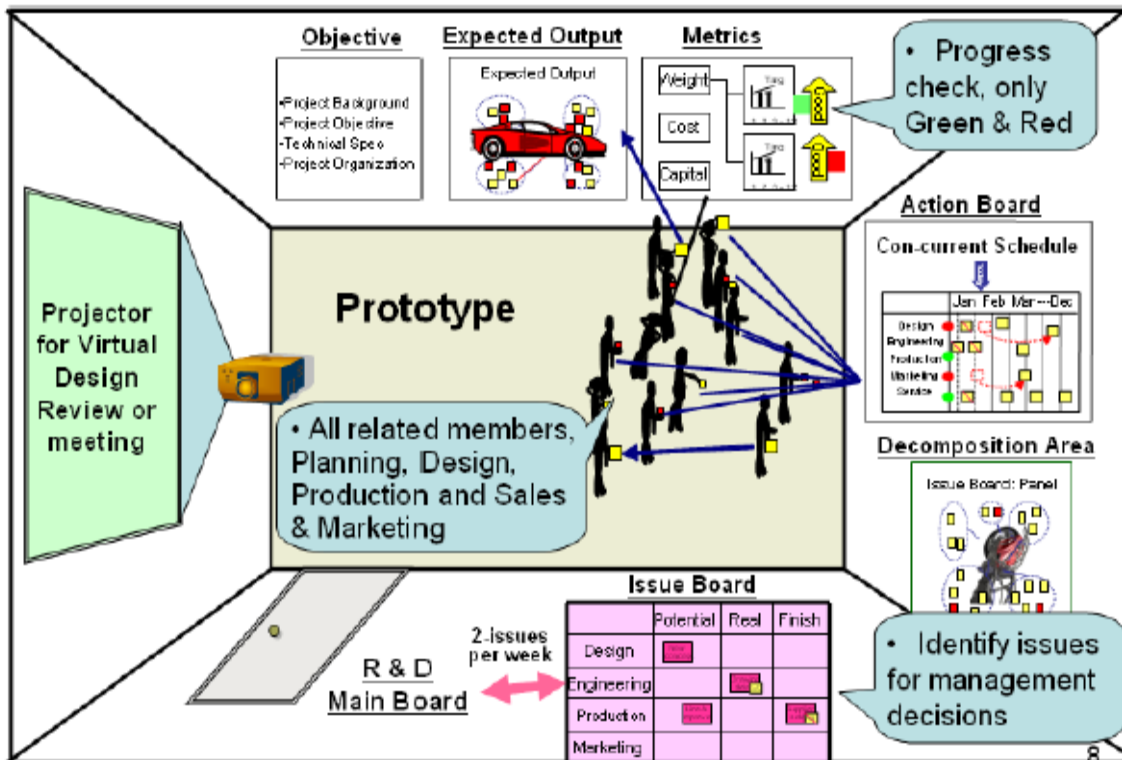 Objective
•Project Background
•Project Objective
-Technical Spec
•Project Organization
Expected Output
Expected Output
Metrics
Weight
Cost
Capital
Good
Good
• Progress
check, only
Green & Red
Action Board
Con-current Schedule
Jan Feb Mar---Dec
Design
Engineering
Production
Marketing
Service
Decomposition Area
Issue Board: Panel
Projector
for Virtual
Design
Review or
meeting
Prototype
• All related members,
Planning, Design,
Production and Sales
& Marketing
R & D
Main Board
2-issues
per week
Issue Board
Potential Real Finish
Design
Engineering
Production
Marketing
• Identify issues
for management
decisions
8